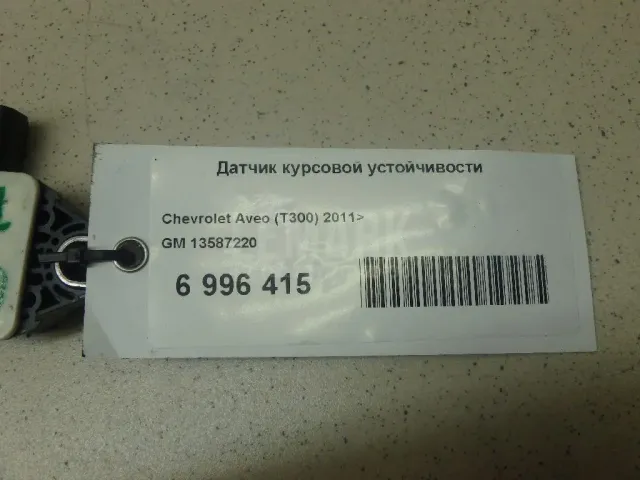 Датчик курсовой устойчивости
Chevrolet Aveo (T300) 2011>
GM 13587220
6 996 415